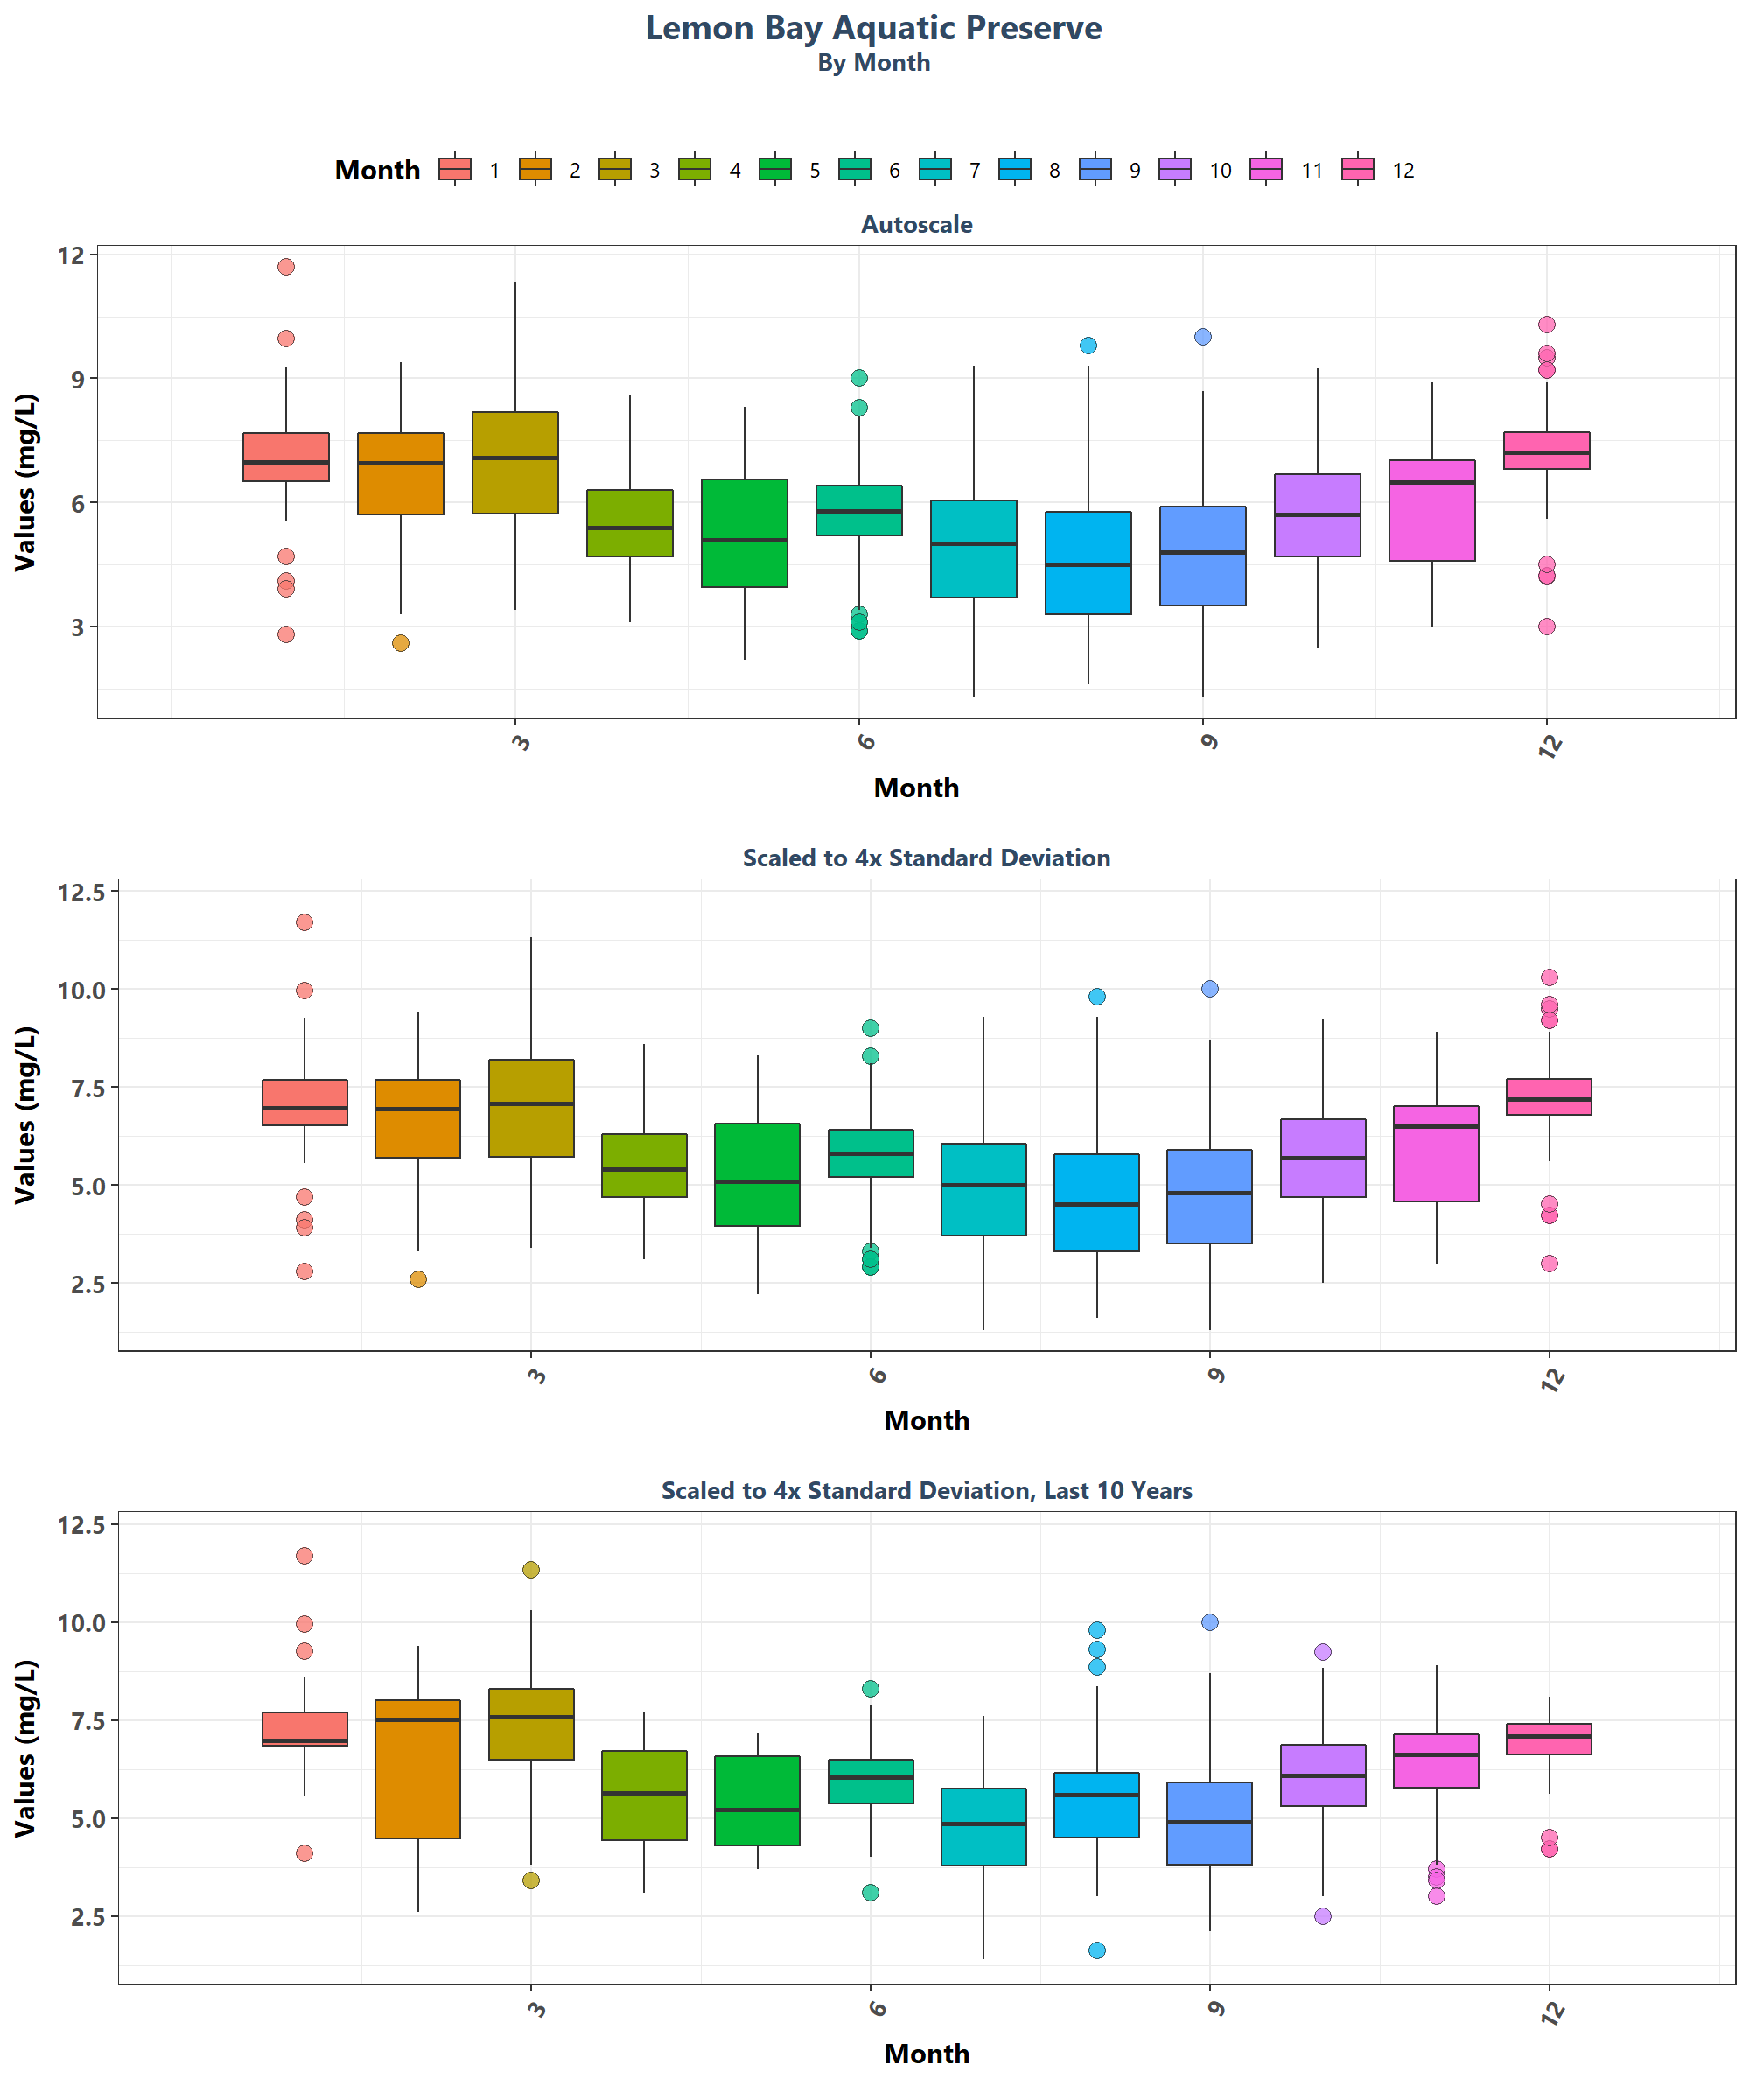 Lemon Bay Aquatic Preserve
By Month
Month 1 2 3 4 5 6 7 8 9 10 11 12
Autoscale
Values (mg/L)
12
9
6
3
3 6 9 12
Month
Scaled to 4x Standard Deviation
Values (mg/L)
12.5
10.0
7.5
5.0
2.5
3 6 9 12
Month
Scaled to 4x Standard Deviation, Last 10 Years
Values (mg/L)
12.5
10.0
7.5
5.0
2.5
3 6 9 12
Month